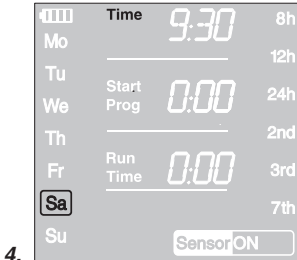 Time 9:30 8h
Mo
12h
Tu
Start Prog 0:00 24h
We
Th 2nd
Fr Run Time 0:00 3rd
Sa
7th
Su
Sensor ON
4.